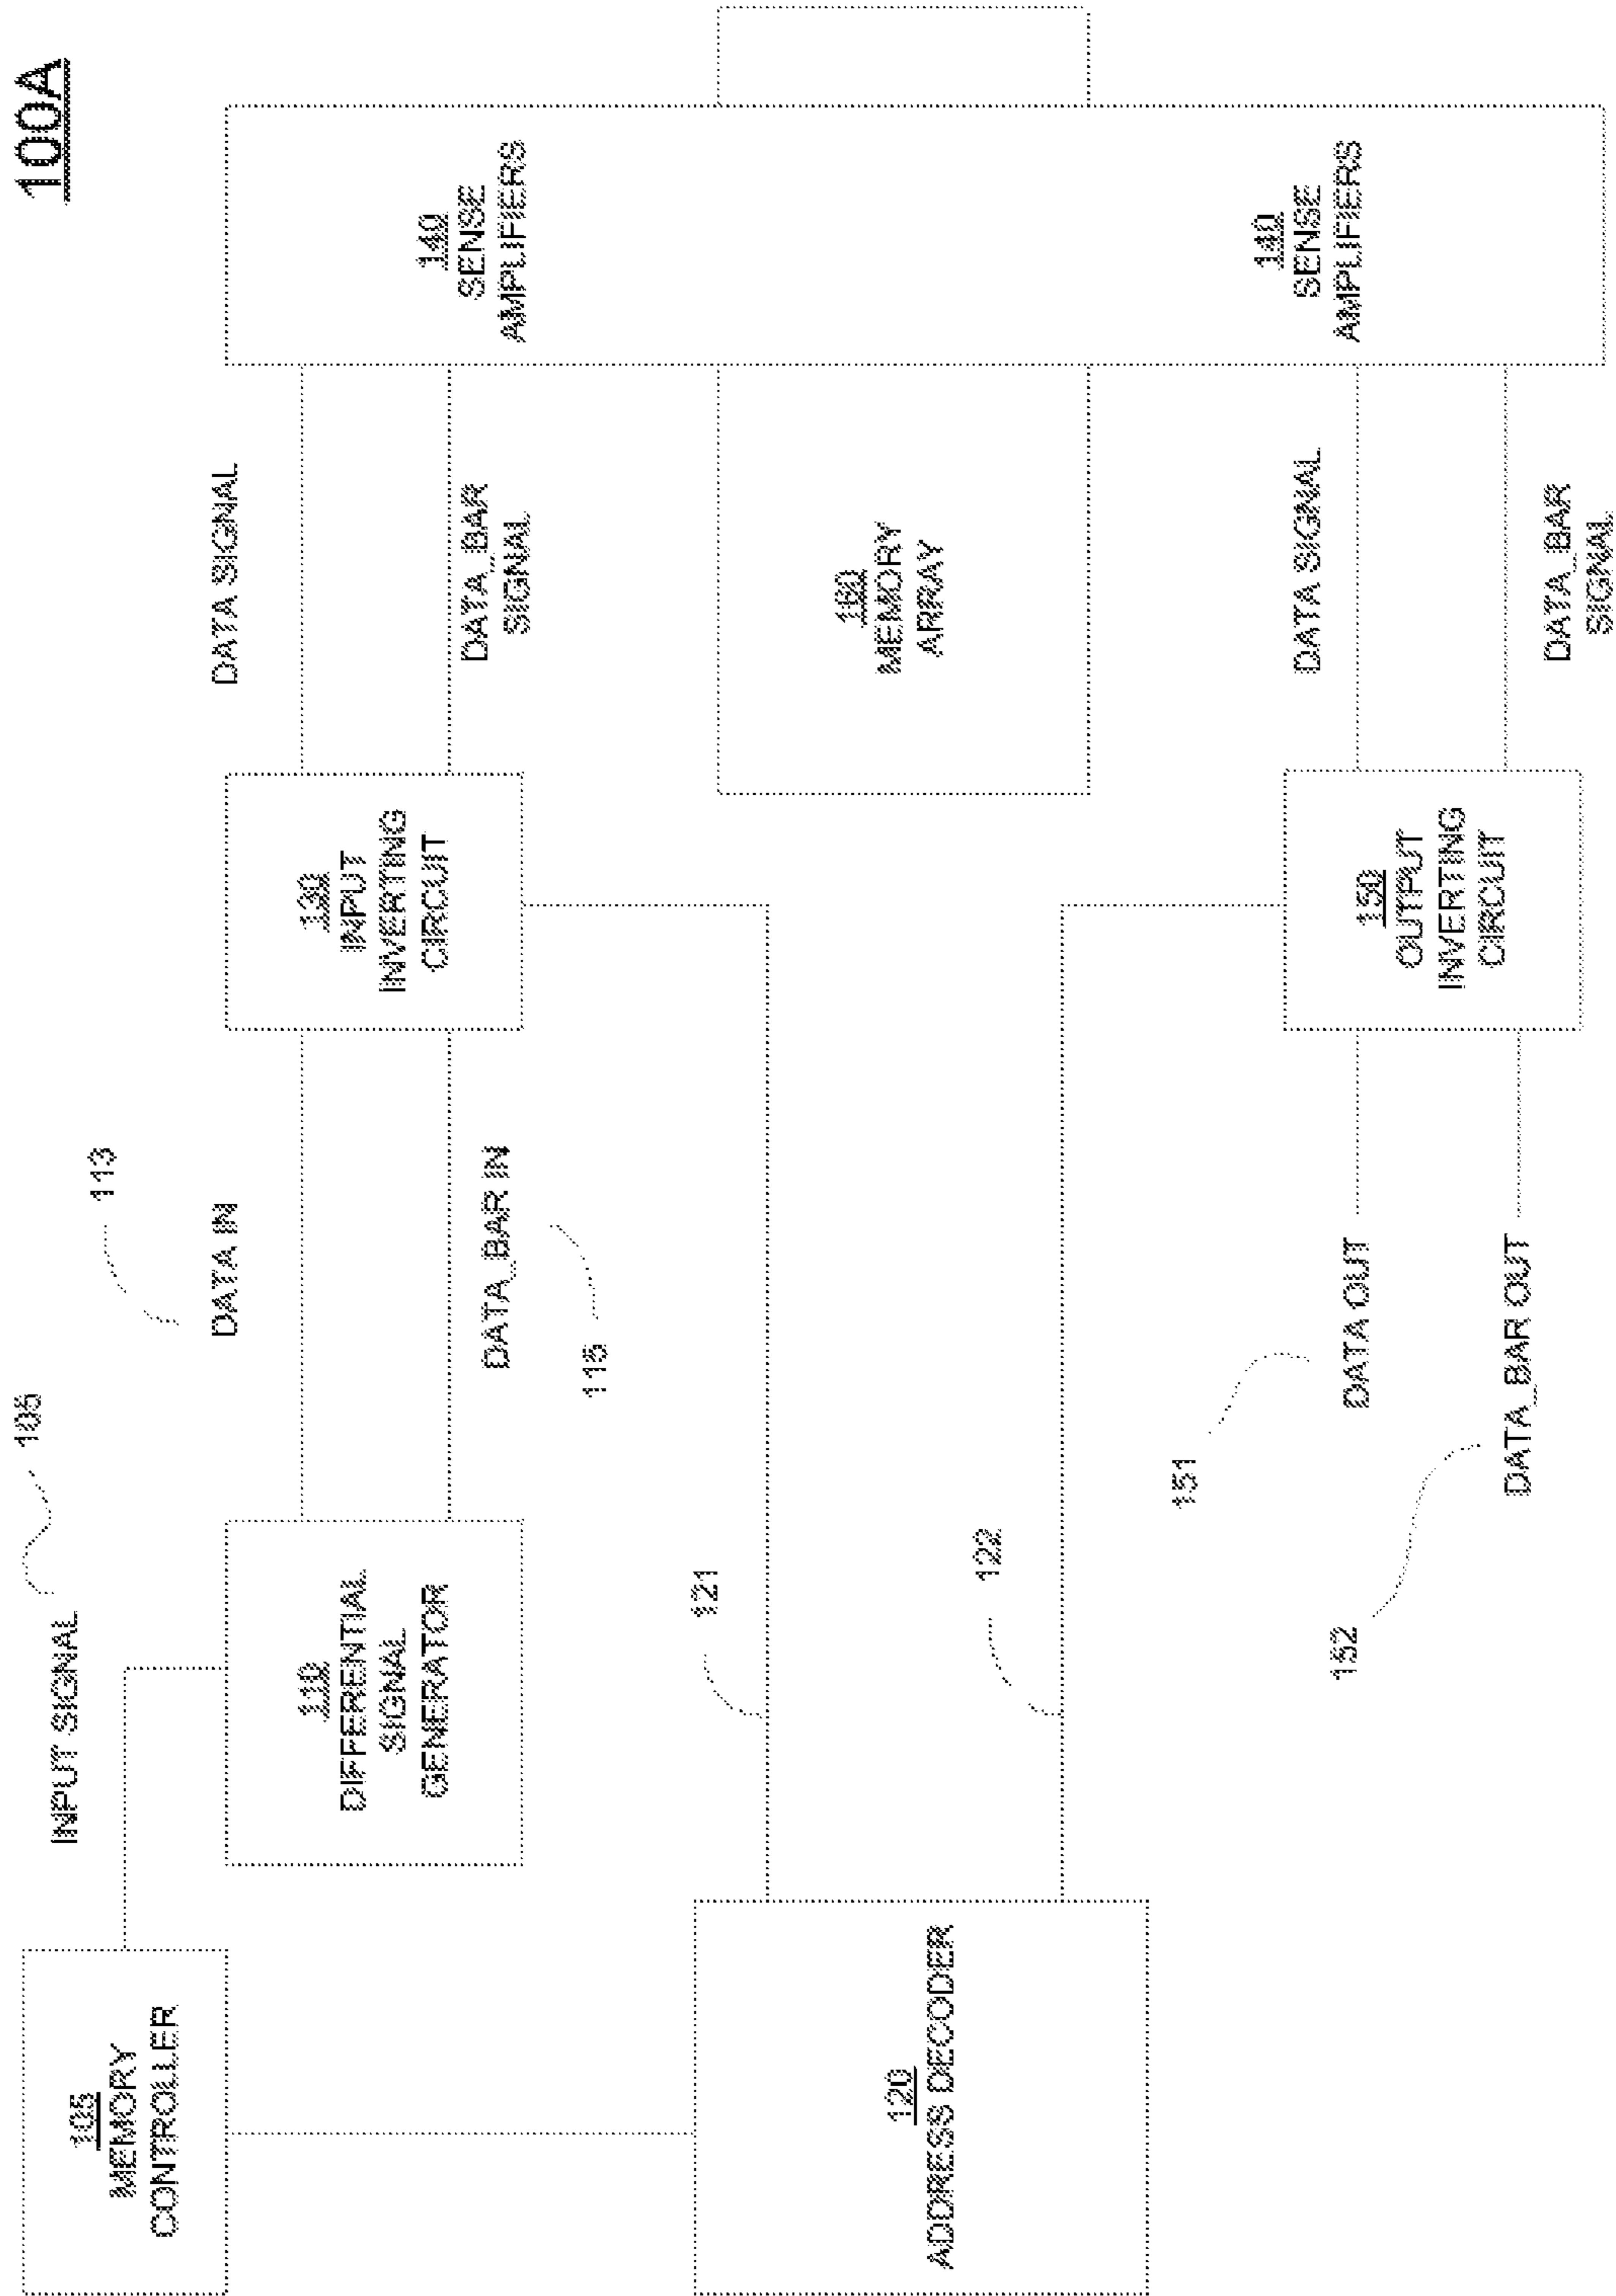 100A
105
MEMORY
CONTROLLER
INPUT SIGNAL
105
110
DIFFERENTIAL
SIGNAL
GENERATOR
DATA IN
113
DATA_BAR IN
115
130
INPUT
INVERTING
CIRCUIT
DATA SIGNAL
DATA_BAR
SIGNAL
140
SENSE
AMPLIFIERS
120
ADDRESS DECODER
121
122
160
MEMORY
ARRAY
151
DATA OUT
152
DATA_BAR OUT
150
OUTPUT
INVERTING
CIRCUIT
DATA SIGNAL
DATA_BAR
SIGNAL
140
SENSE
AMPLIFIERS